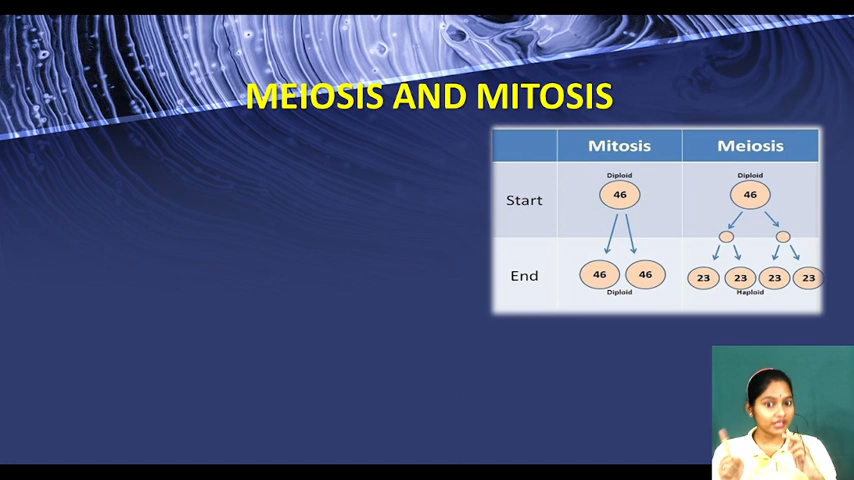 MEIOSIS AND MITOSIS
Mitosis Meiosis
Diploid Diploid
Start 46 46
End 46 46 23 23 23 23
Diploid Haploid